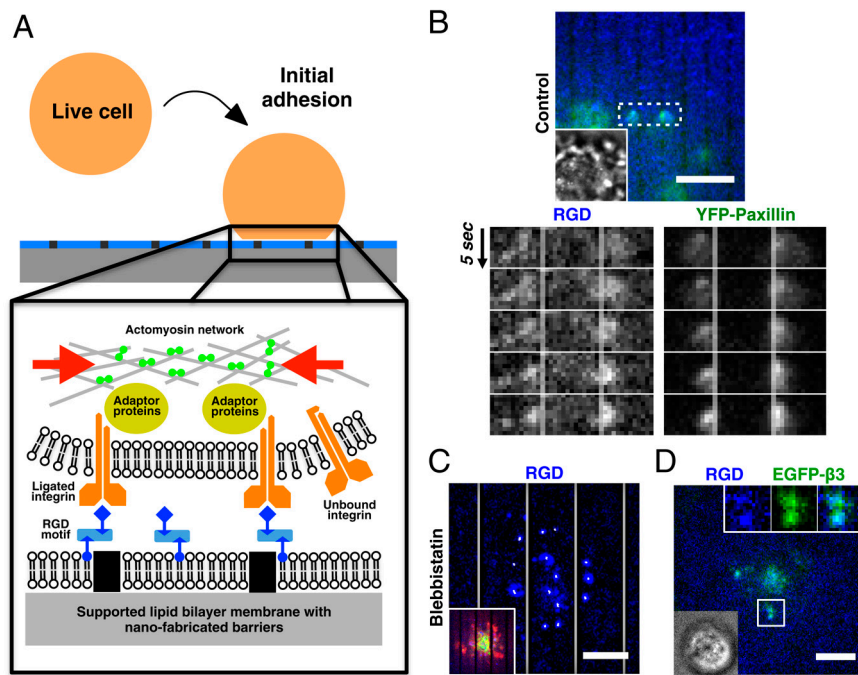 A
Live cell
Initial
adhesion
Actomyosin network
Adaptor
proteins
Adaptor
proteins
Ligated
integrin
Unbound
integrin
RGD
motif
Supported lipid bilayer membrane with
nano-fabricated barriers
B
Control
RGD
YFP-Paxillin
5 sec
C
RGD
Blebbistatin
D
RGD
EGFP-β3